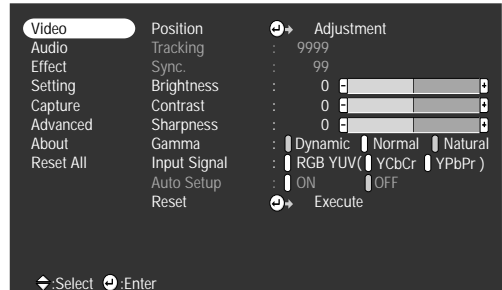 Video Position Adjustment
Audio Tracking : 9999
Effect Sync. : 99
Setting Brightness : 0 - +
Capture Contrast : 0 - +
Advanced Sharpness : 0 - +
About Gamma : Dynamic Normal Natural
Reset All Input Signal : RGB YUV( YCbCr YPbPr )
Auto Setup : ON OFF
Reset Execute
:Select :Enter